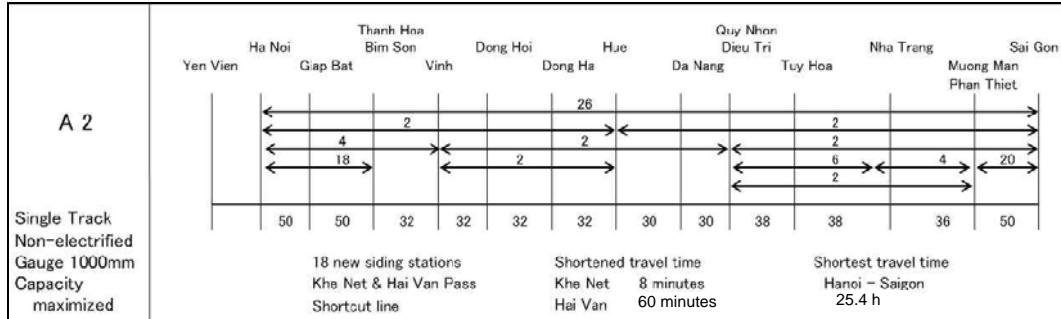 Thanh Hoa Quy Nhon
Ha Noi Bim Son Dong Hoi Hue Dieu Tri Nha Trang Sai Gon
Yen Vien Giap Bat Vinh Dong Ha Da Nang Tuy Hoa Muong Man
Phan Thiet
A 2
26
2 2
4 2 2
18 2 6 4 20
2
50 50 32 32 32 32 30 30 38 38 36 50
Single Track
Non-electrified
Gauge 1000mm
Capacity
maximized
18 new siding stations
Khe Net & Hai Van Pass
Shortcut line
Shortened travel time
Khe Net 8 minutes
Hai Van 60 minutes
Shortest travel time
Hanoi - Saigon
25.4 h